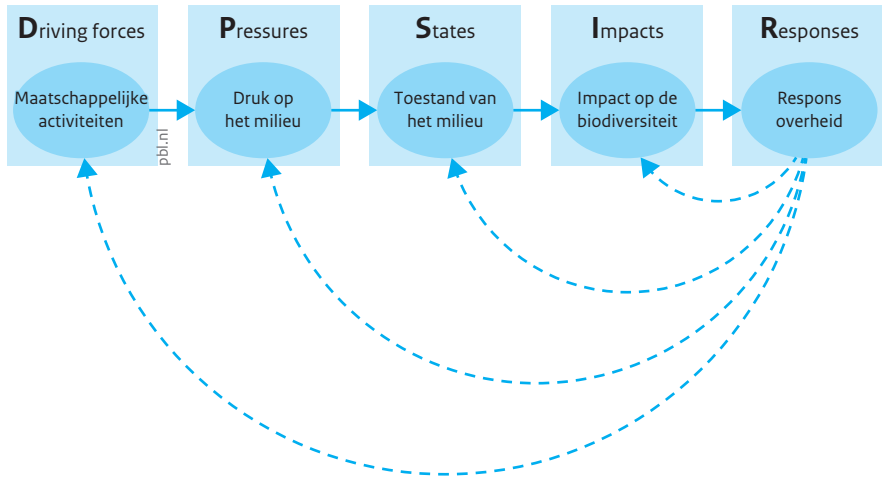 Driving forces
Pressures
States
Impacts
Responses
Maatschappelijke
activiteiten
Druk op
het milieu
Toestand van
het milieu
Impact op de
biodiversiteit
Respons
overheid
pbl.nl